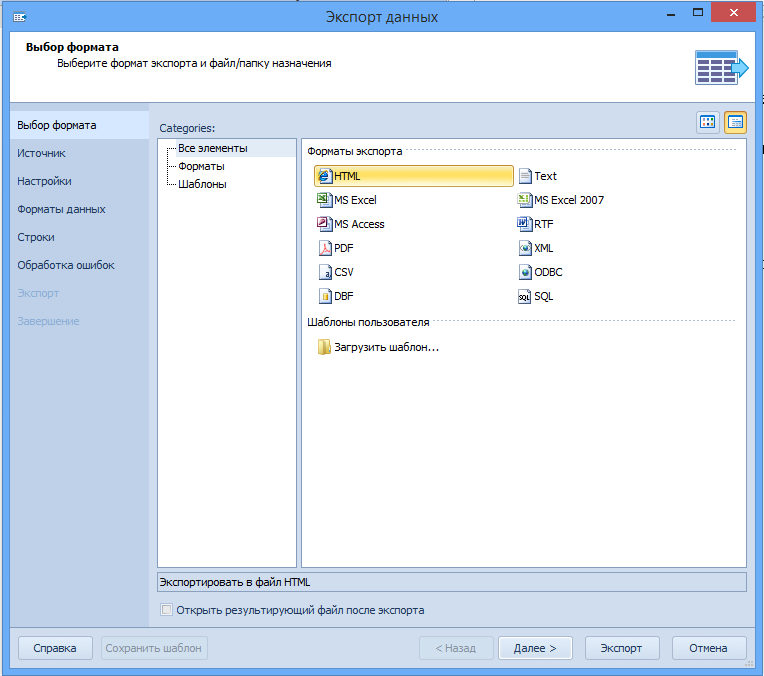 Экспорт данных
Выбор формата
Выберите формат экспорта и файл/папку назначения
Выбор формата
Источник
Настройки
Форматы данных
Строки
Обработка ошибок
Экспорт
Завершение
Categories:
Все элементы
Форматы
Шаблоны
Форматы экспорта
HTML
Text
MS Excel
MS Excel 2007
MS Access
RTF
PDF
XML
CSV
ODBC
DBF
SQL
Шаблоны пользователя
Загрузить шаблон...
Экспортировать в файл HTML
Открыть результирующий файл после экспорта
Справка
Сохранить шаблон
< Назад
Далее >
Экспорт
Отмена